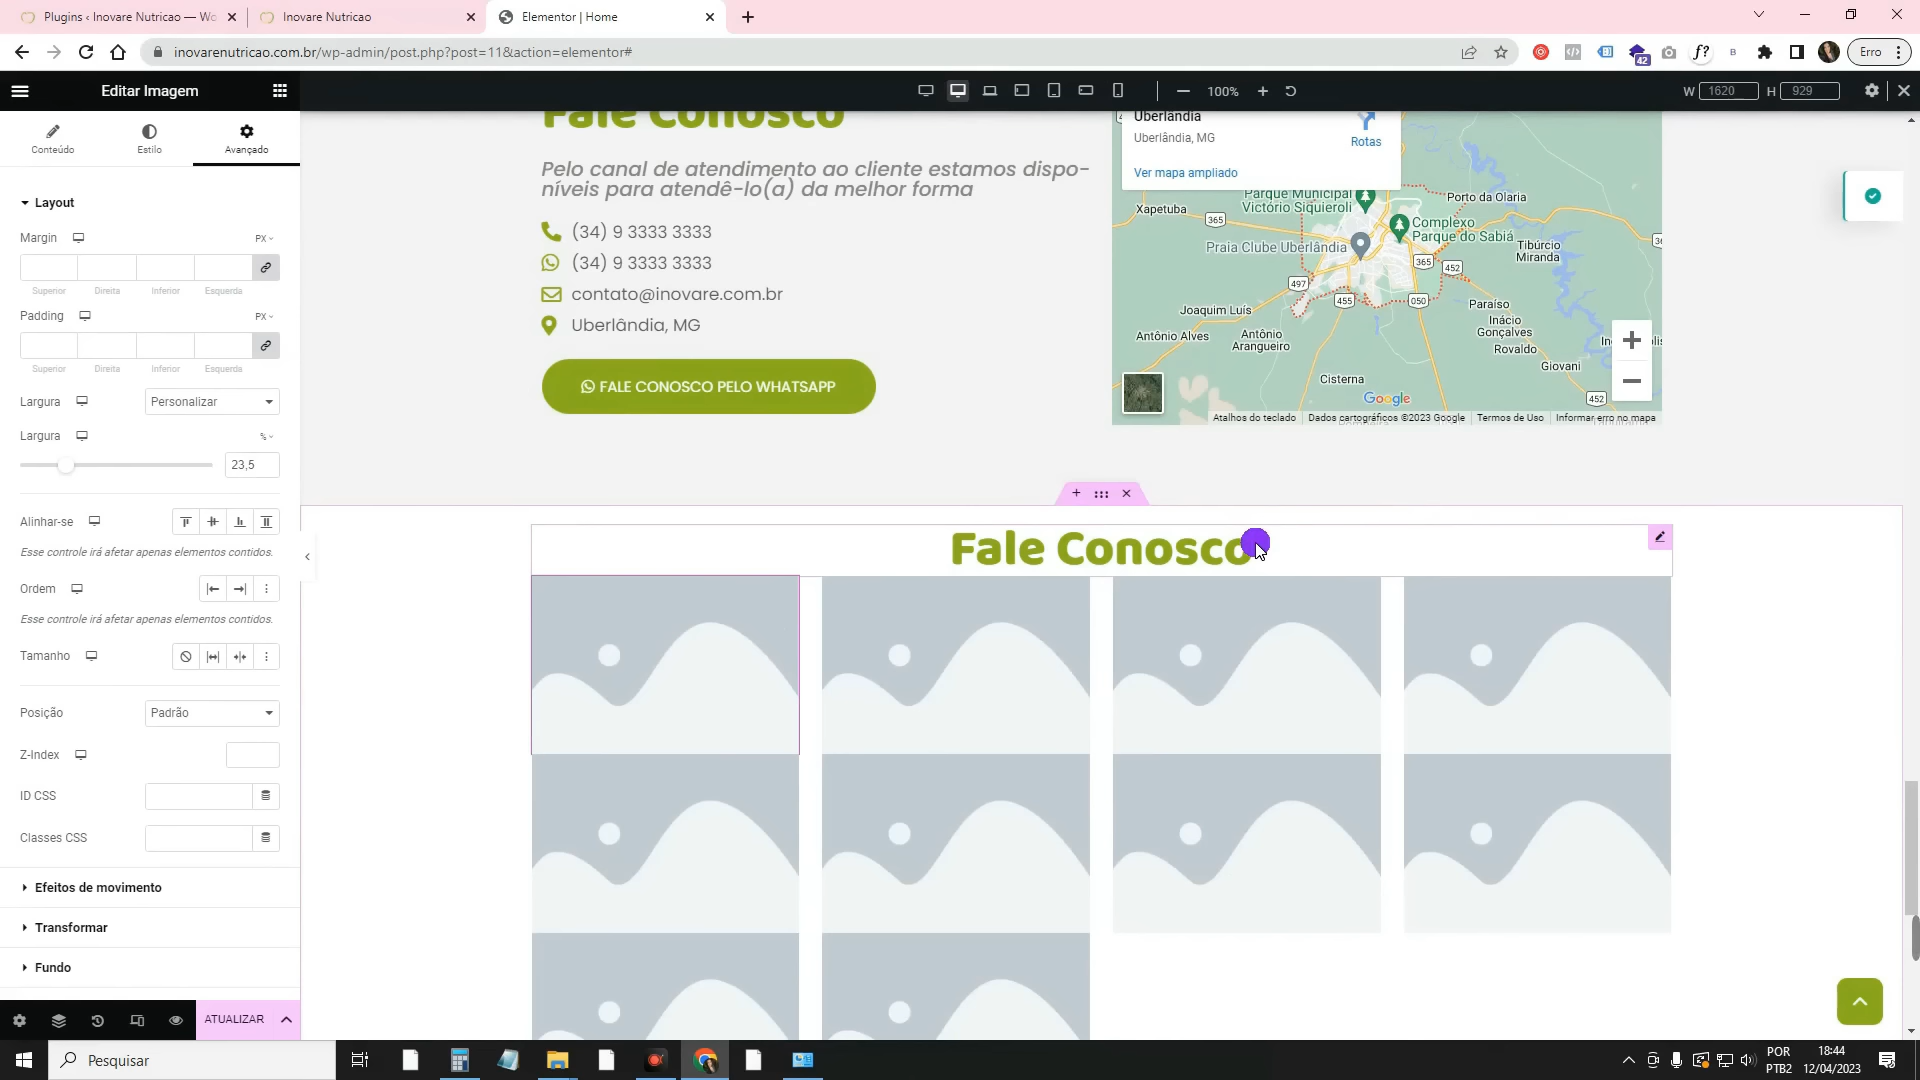 Plugins ‹ Inovare Nutricao — Wo
Inovare Nutricao
Elementor | Home
inovarenutricao.com.br/wp-admin/post.php?post=11&action=elementor#
42
f?
B
Erro
Editar Imagem
100%
W 1620
H 929
Conteúdo
Estilo
Avançado
Layout
Margin
PX
Superior
Direita
Inferior
Esquerda
Padding
PX
Superior
Direita
Inferior
Esquerda
Largura
Personalizar
Largura
%
23,5
Alinhar-se
Esse controle irá afetar apenas elementos contidos.
Ordem
Esse controle irá afetar apenas elementos contidos.
Tamanho
Posição
Padrão
Z-Index
ID CSS
Classes CSS
Efeitos de movimento
Transformar
Fundo
ATUALIZAR
Fale Conosco
Pelo canal de atendimento ao cliente estamos dispo-
níveis para atendê-lo(a) da melhor forma
(34) 9 3333 3333
(34) 9 3333 3333
contato@inovare.com.br
Uberlândia, MG
FALE CONOSCO PELO WHATSAPP
Uberlândia
Uberlândia, MG
Rotas
Ver mapa ampliado
Parque Municipal
Victório Siquieroli
Porto da Olaria
Xapetuba
365
Complexo
Parque do Sabiá
Praia Clube Uberlândia
Tibúrcio
Miranda
365
452
497
455
050
Joaquim Luís
Paraíso
Inácio
Gonçalves
Antônio Alves
Antônio
Arangueiro
Rovaldo
Giovani
Cisterna
452
Google
Atalhos do teclado
Dados cartográficos ©2023 Google
Termos de Uso
Informar erro no mapa
Fale Conosco
Pesquisar
POR
PTB2
18:44
12/04/2023